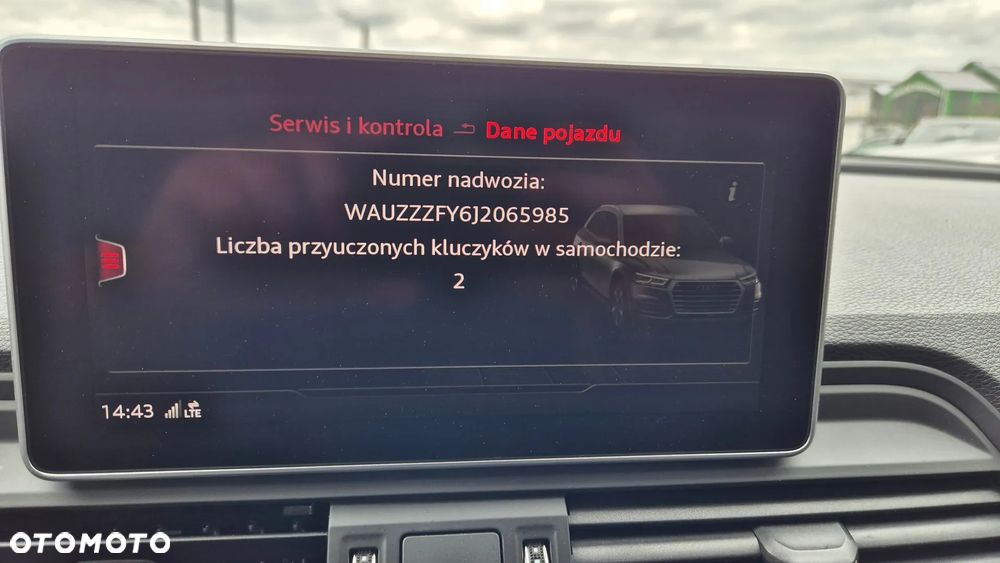 Serwis i kontrola Dane pojazdu
Numer nadwozia:
WAUZZZFY6J2065985
Liczba przyuczonych kluczyków w samochodzie:
2
14:43 LTE
OTOMOTO